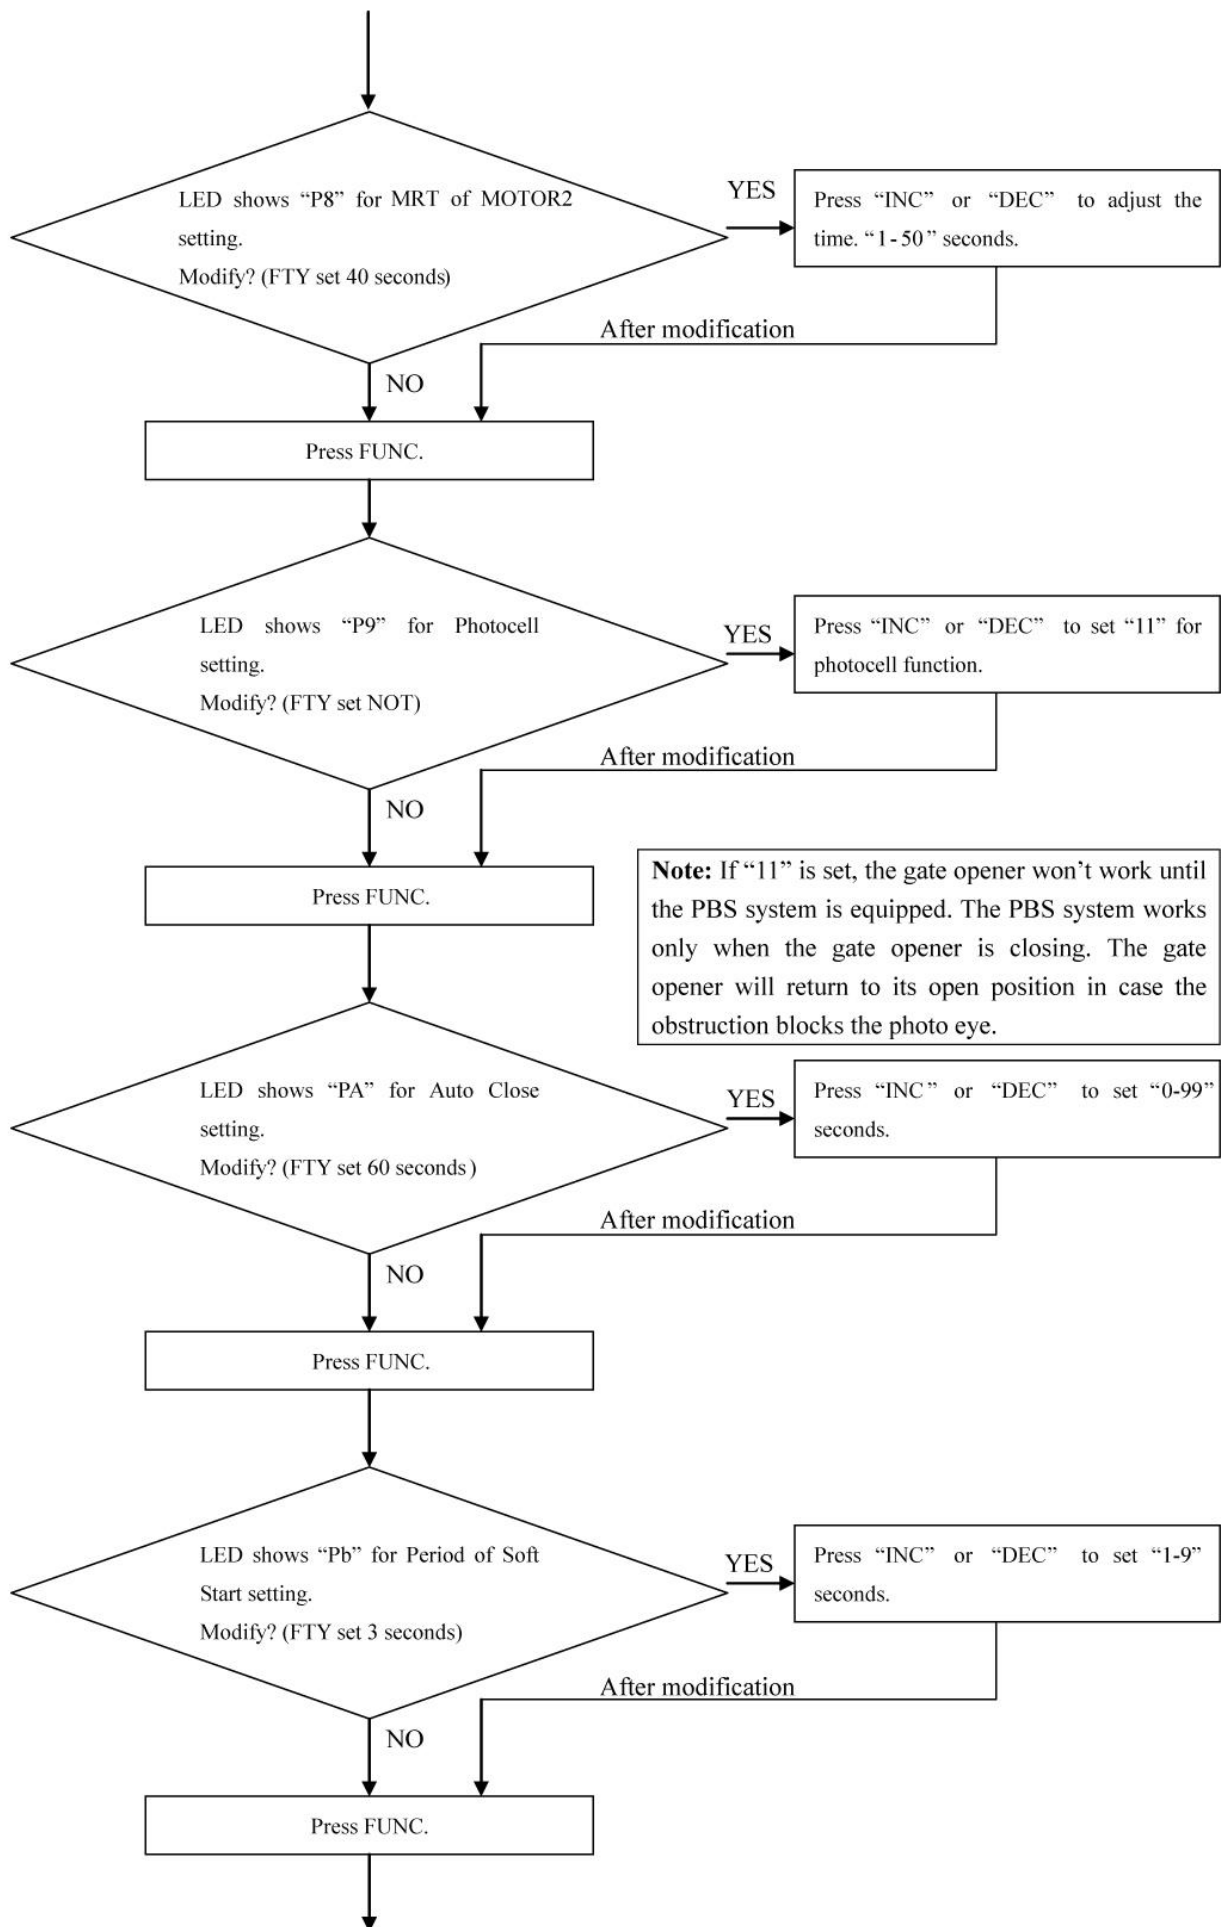 LED shows “P8” for MRT of MOTOR2
setting.
Modify? (FTY set 40 seconds)
YES
Press “INC” or “DEC” to adjust the
time. “1-50” seconds.
After modification
NO
Press FUNC.
LED shows “P9” for Photocell
setting.
Modify? (FTY set NOT)
YES
Press “INC” or “DEC” to set “11” for
photocell function.
After modification
NO
Press FUNC.
Note: If “11” is set, the gate opener won’t work until
the PBS system is equipped. The PBS system works
only when the gate opener is closing. The gate
opener will return to its open position in case the
obstruction blocks the photo eye.
LED shows “PA” for Auto Close
setting.
Modify? (FTY set 60 seconds)
YES
Press “INC” or “DEC” to set “0-99”
seconds.
After modification
NO
Press FUNC.
LED shows “Pb” for Period of Soft
Start setting.
Modify? (FTY set 3 seconds)
YES
Press “INC” or “DEC” to set “1-9”
seconds.
After modification
NO
Press FUNC.